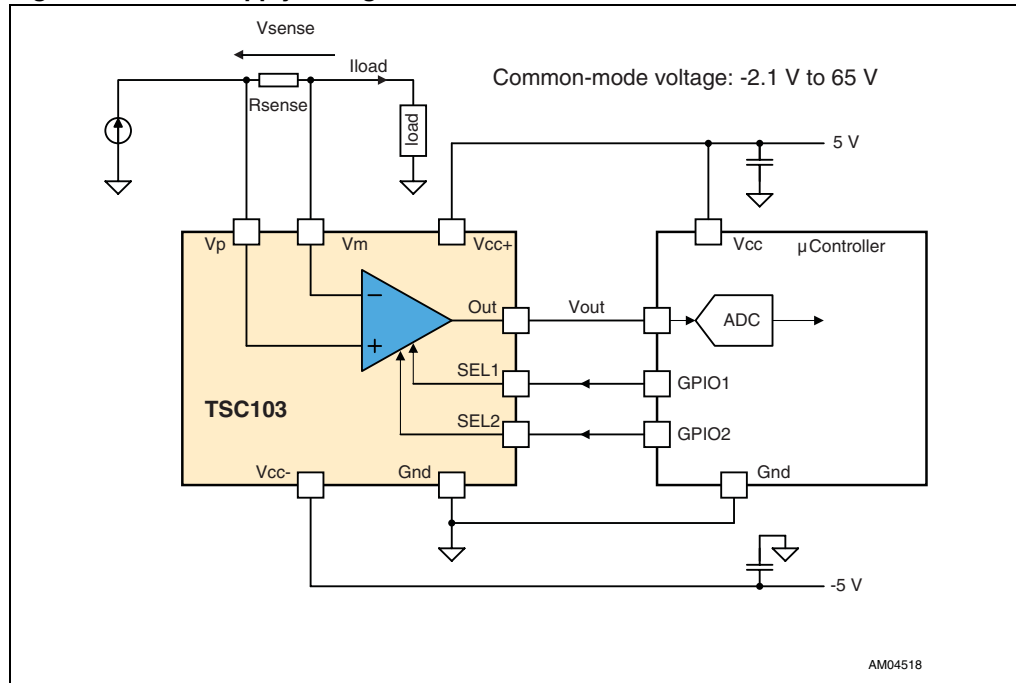 Vsense
Iload
Common-mode voltage: -2.1 V to 65 V
Rsense
load
5 V
Vp
Vm
Vcc+
Vcc
µController
Out
Vout
ADC
SEL1
GPIO1
TSC103
SEL2
GPIO2
Vcc-
Gnd
Gnd
-5 V
AM04518